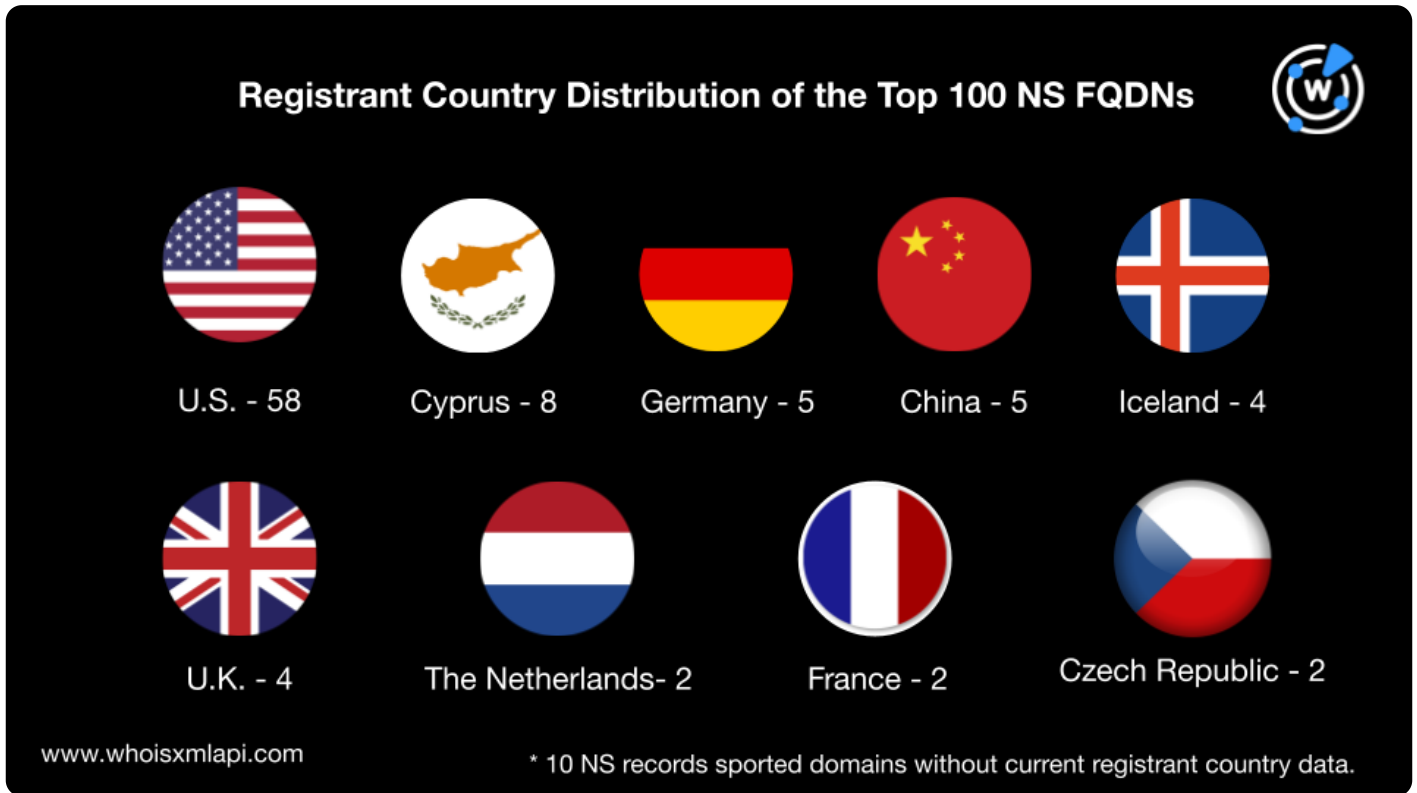 Registrant Country Distribution of the Top 100 NS FQDNs
W
U.S. - 58
Cyprus - 8
Germany - 5
China - 5
Iceland - 4
U.K. - 4
The Netherlands- 2
France - 2
Czech Republic - 2
www.whoisxmlapi.com
* 10 NS records sported domains without current registrant country data.